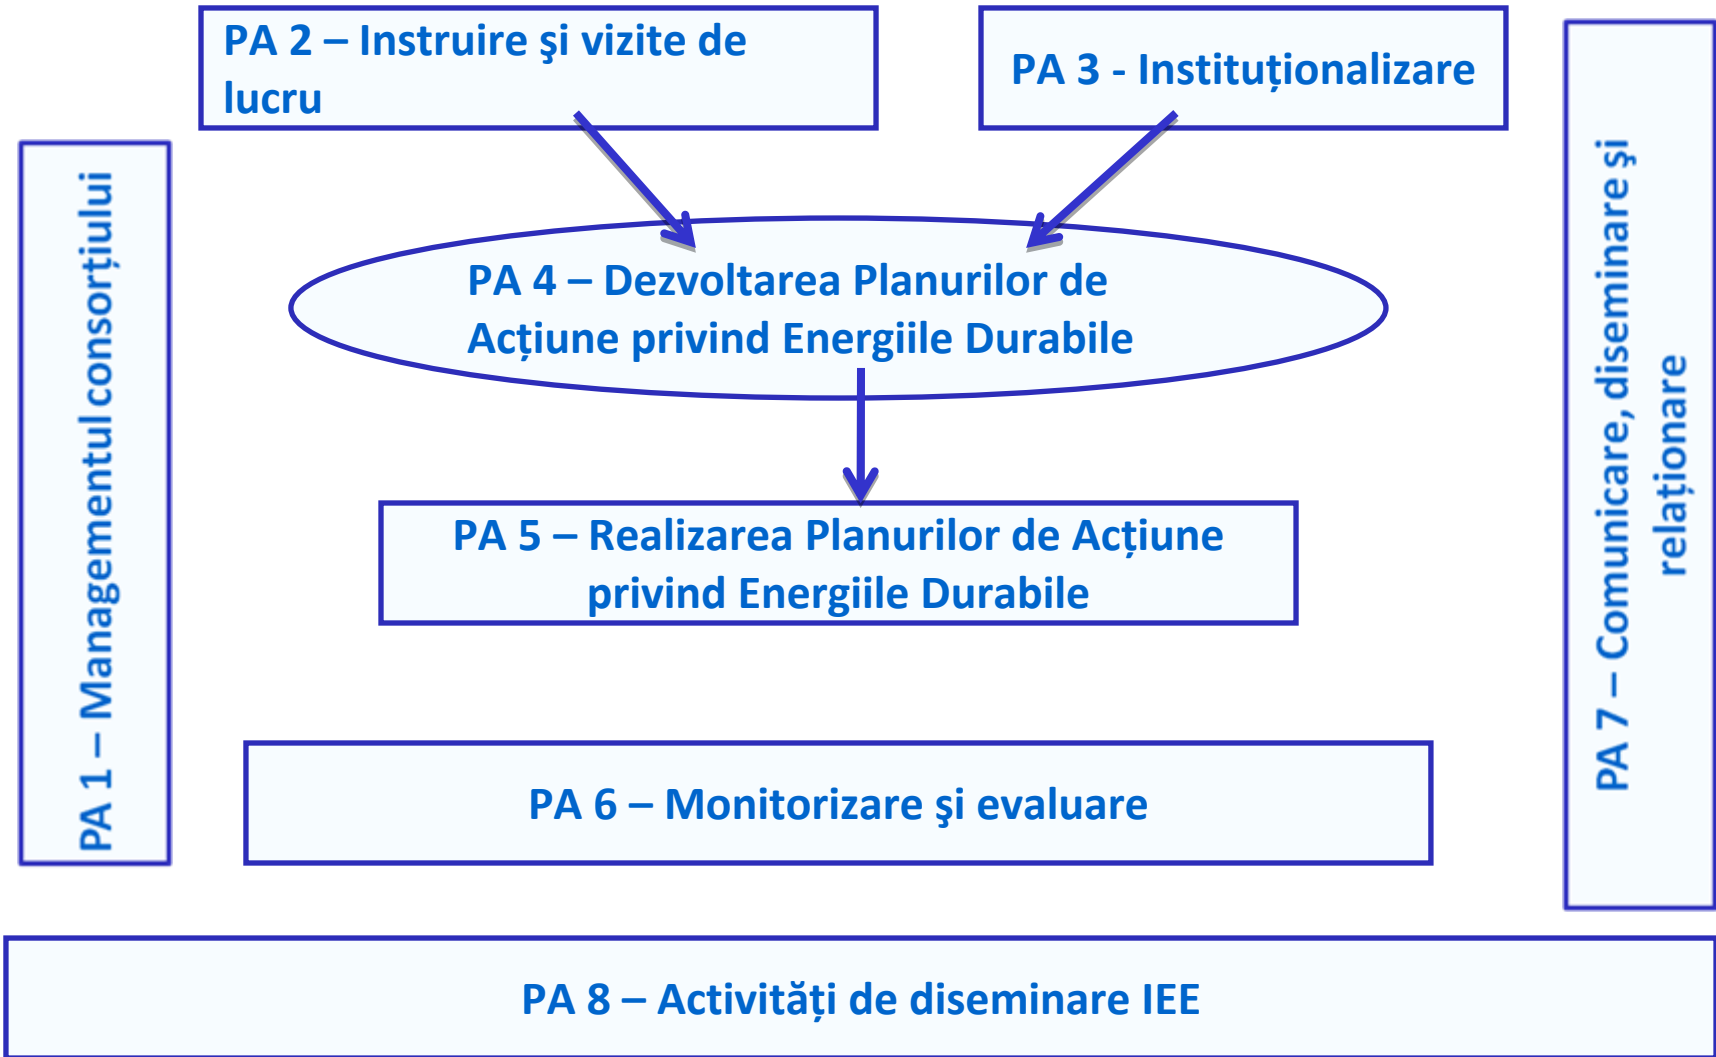 PA 2 – Instruire şi vizite de
lucru
PA 3 - Instituționalizare
PA 1 – Managementul consorțiului
PA 4 – Dezvoltarea Planurilor de
Acțiune privind Energiile Durabile
PA 5 – Realizarea Planurilor de Acțiune
privind Energiile Durabile
PA 6 – Monitorizare şi evaluare
PA 7 – Comunicare, diseminare şi
relaționare
PA 8 – Activități de diseminare IEE